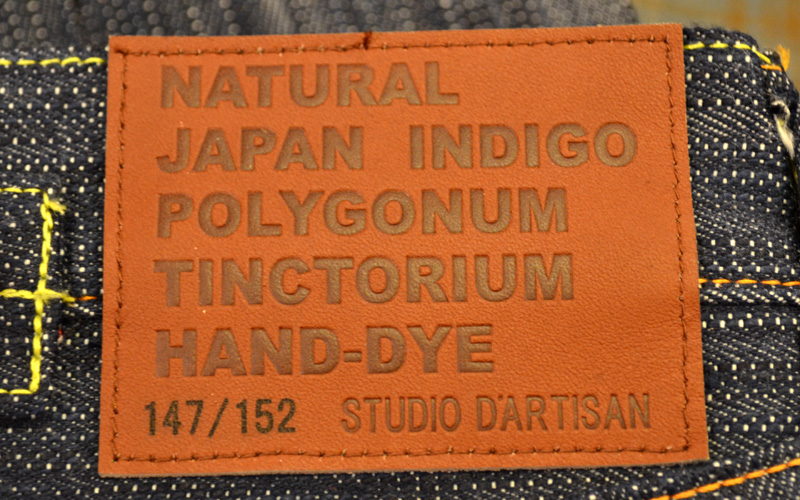 NATURAL
JAPAN INDIGO
POLYGONUM
TINCTORIUM
HAND-DYE
147/152 STUDIO D'ARTISAN